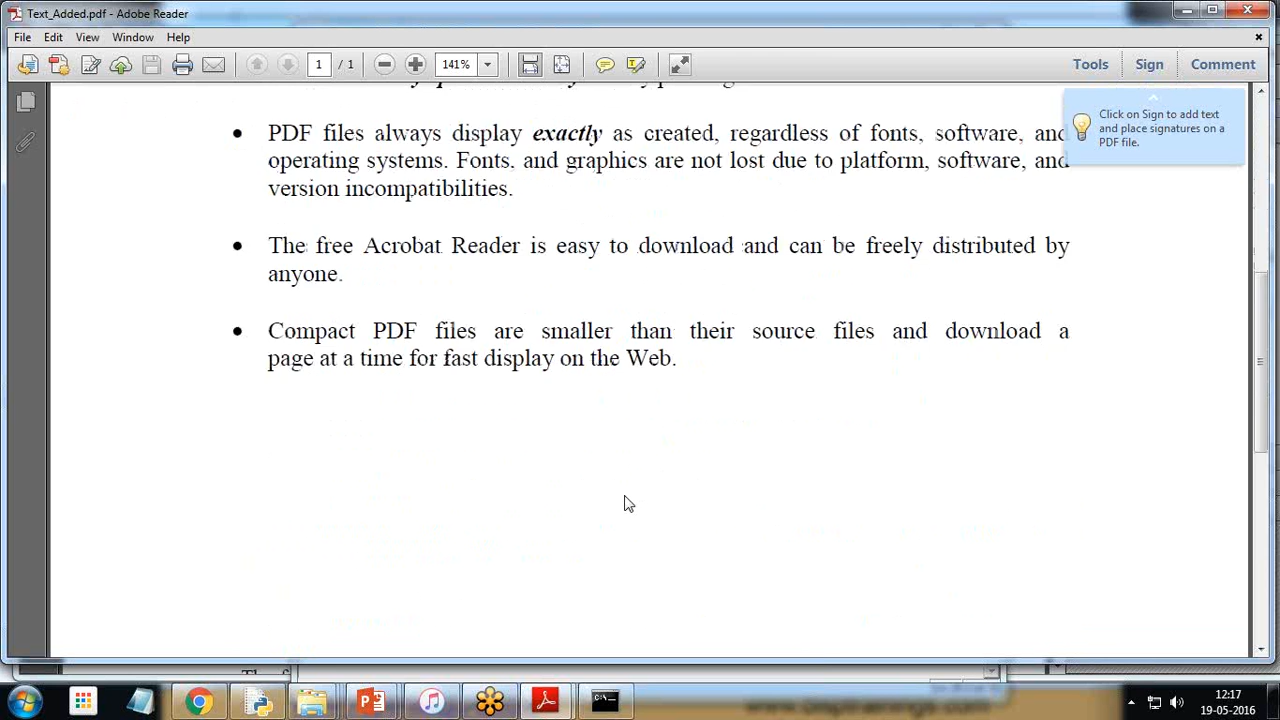 Text_Added.pdf - Adobe Reader
File Edit View Window Help
1 / 1 141% Tools Sign Comment
Click on Sign to add text
and place signatures on a
PDF file.
• PDF files always display exactly as created, regardless of fonts, software, and
operating systems. Fonts, and graphics are not lost due to platform, software, and
version incompatibilities.
• The free Acrobat Reader is easy to download and can be freely distributed by
anyone.
• Compact PDF files are smaller than their source files and download a
page at a time for fast display on the Web.
12:17
19-05-2016